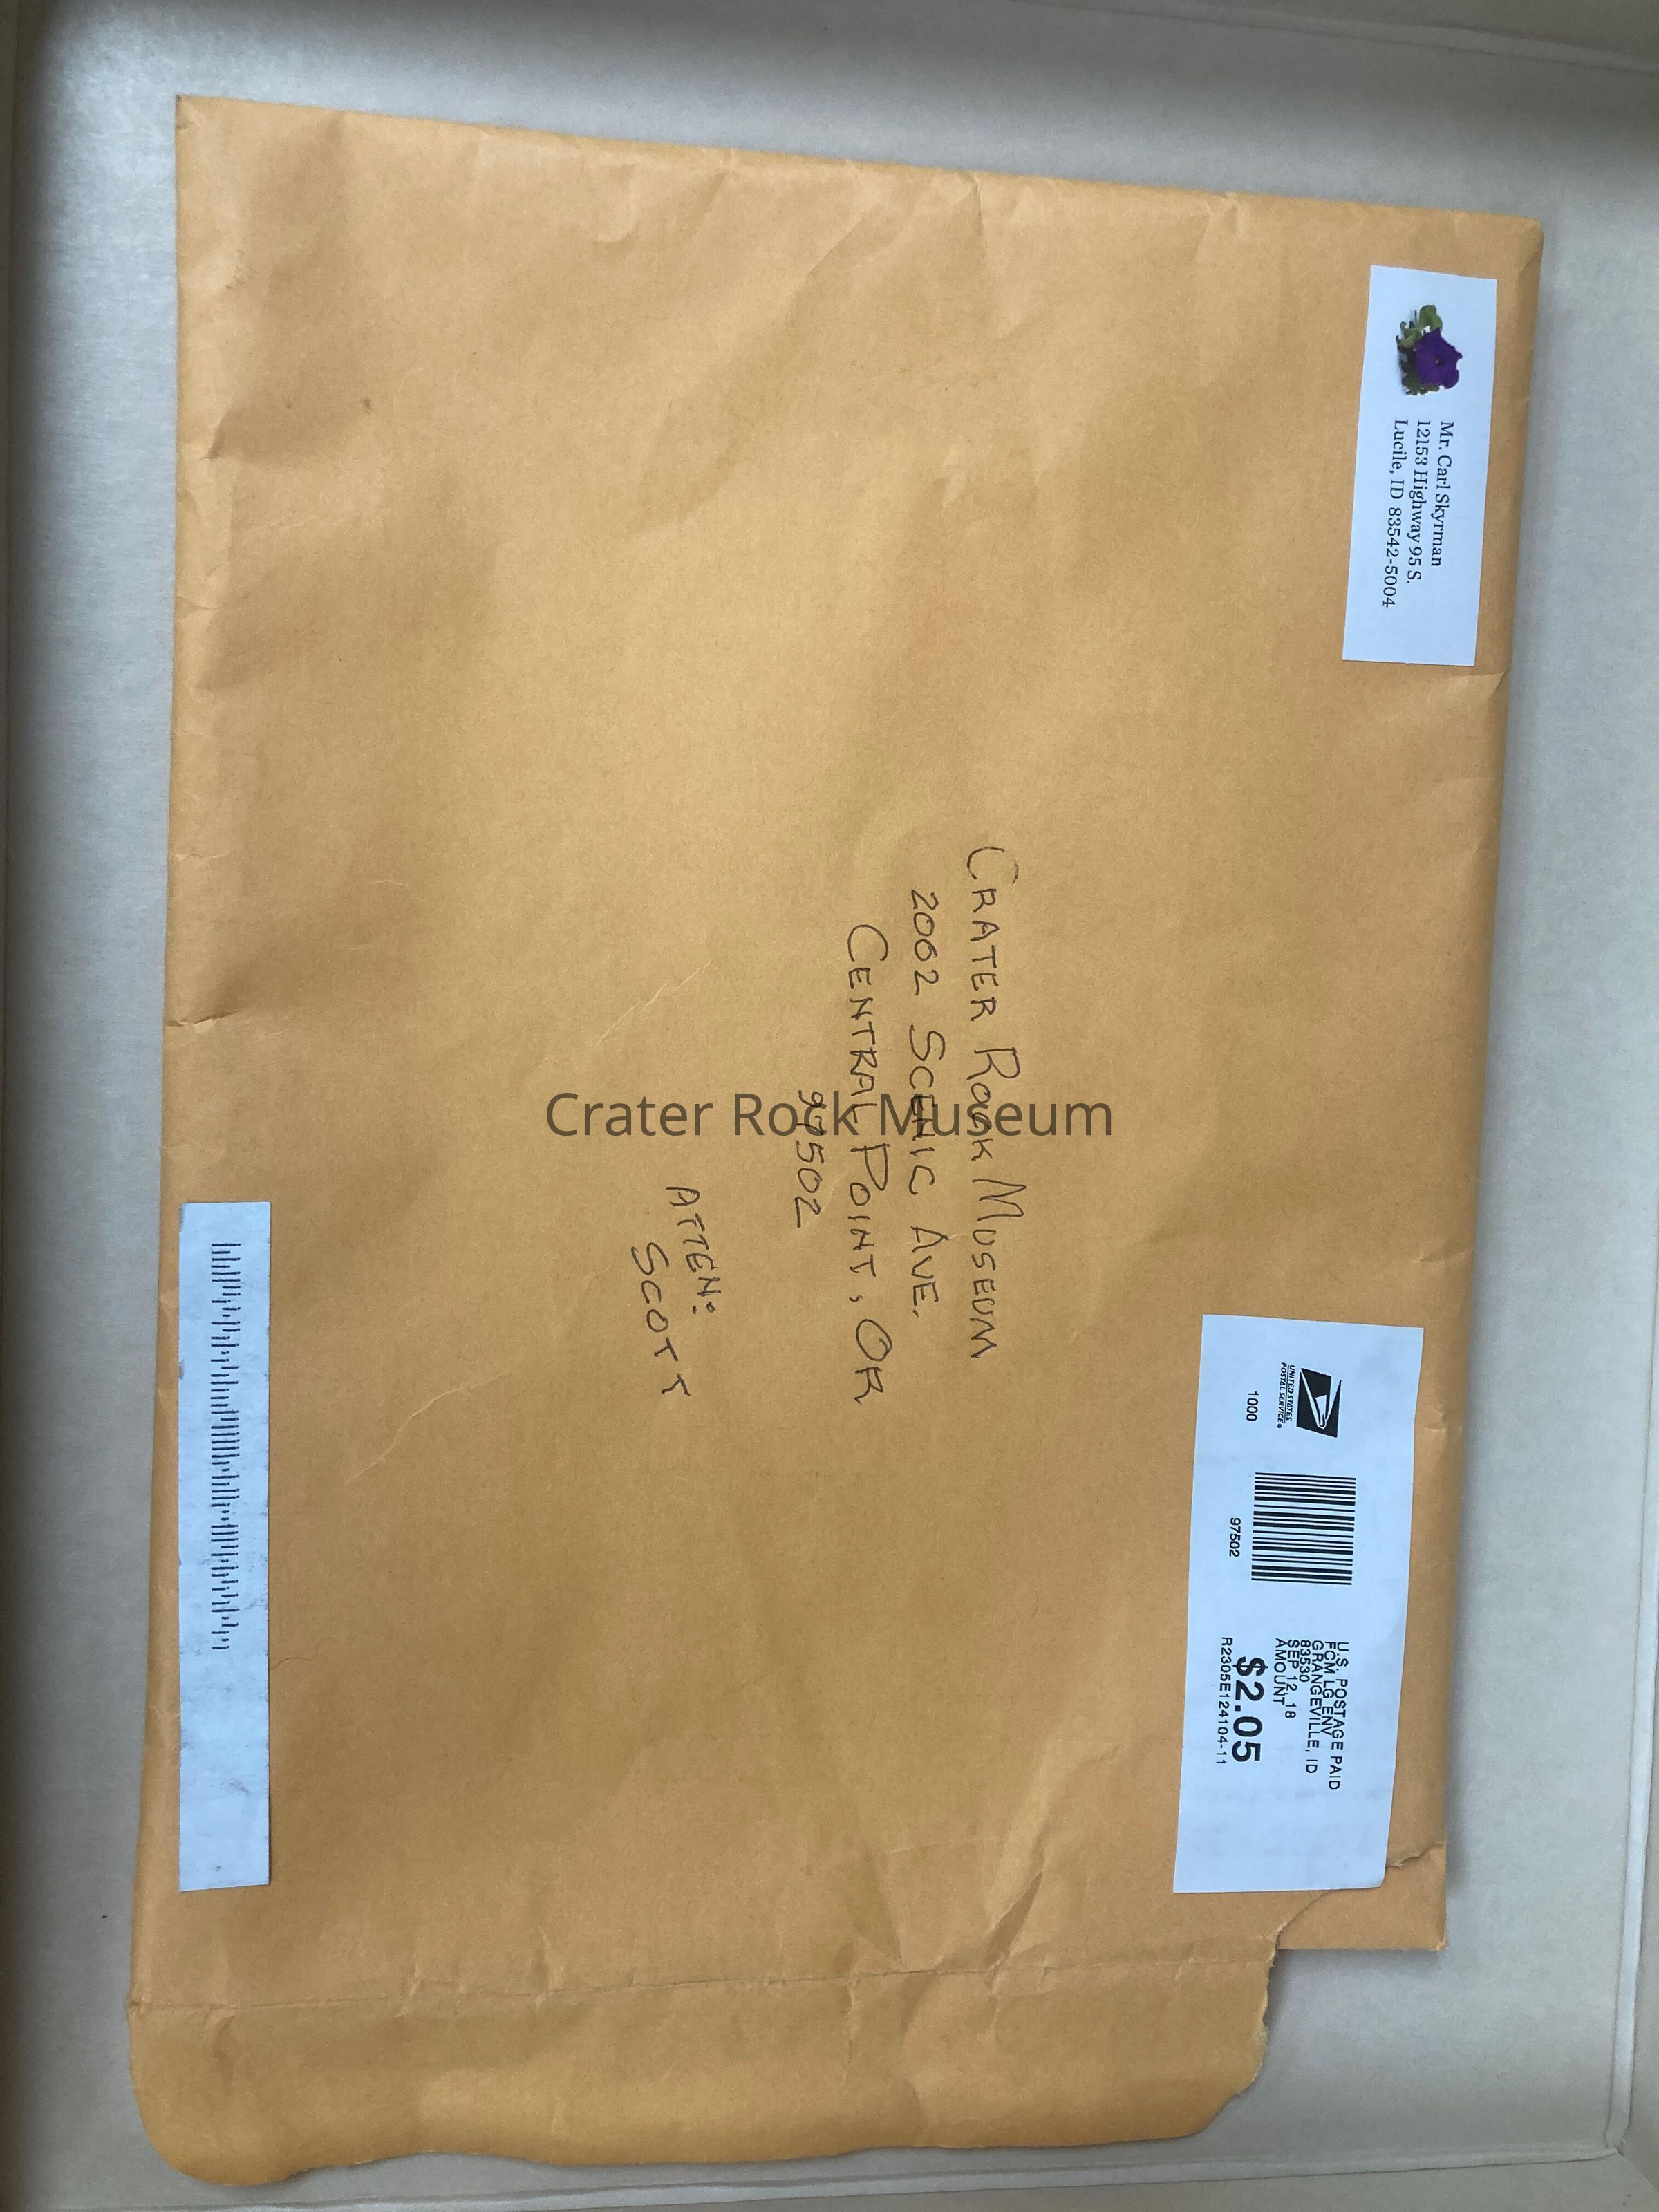 Mr. Carl Skyrman
12153 Highway 95 S.
Lucile, ID 83542-5004
UNITED STATES
POSTAL SERVICE®
1000
97502
U.S. POSTAGE PAID
FCM LG ENV
GRANGEVILLE, ID
83530
SEP 12, 18
AMOUNT
$2.05
R2305E124104-11
CRATER ROCK MUSEUM
2002 SCENIC AVE.
CENTRAL POINT, OR
97502
ATTEN:
SCOTT
Crater Rock Museum